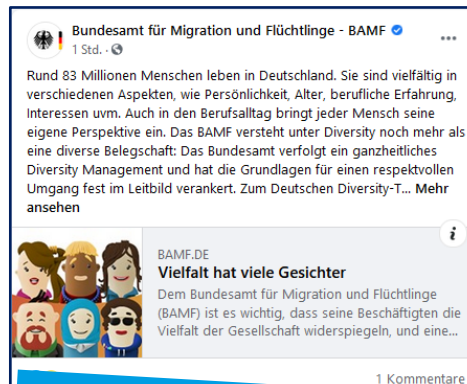 Bundesamt für Migration und Flüchtlinge - BAMF
1 Std. ·
Rund 83 Millionen Menschen leben in Deutschland. Sie sind vielfältig in
verschiedenen Aspekten, wie Persönlichkeit, Alter, berufliche Erfahrung,
Interessen uvm. Auch in den Berufsalltag bringt jeder Mensch seine
eigene Perspektive ein. Das BAMF versteht unter Diversity noch mehr als
eine diverse Belegschaft: Das Bundesamt verfolgt ein ganzheitliches
Diversity Management und hat die Grundlagen für einen respektvollen
Umgang fest im Leitbild verankert. Zum Deutschen Diversity-T... Mehr
ansehen
i
BAMF.DE
Vielfalt hat viele Gesichter
Dem Bundesamt für Migration und Flüchtlinge
(BAMF) ist es wichtig, dass seine Beschäftigten die
Vielfalt der Gesellschaft widerspiegeln, und eine...
1 Kommentare